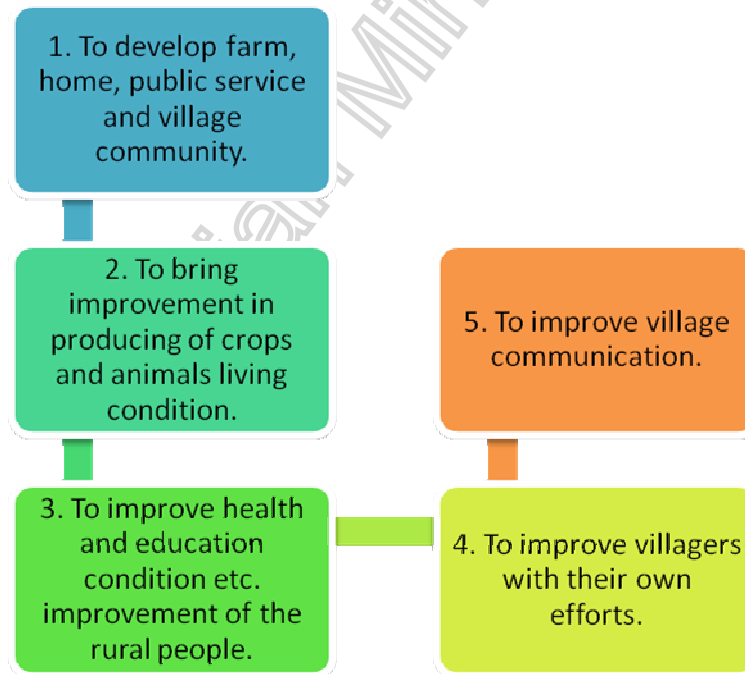 1. To develop farm,
home, public service
and village
community.
2. To bring
improvement in
producing of crops
and animals living
condition.
3. To improve health
and education
condition etc.
improvement of the
rural people.
4. To improve villagers
with their own
efforts.
5. To improve village
communication.